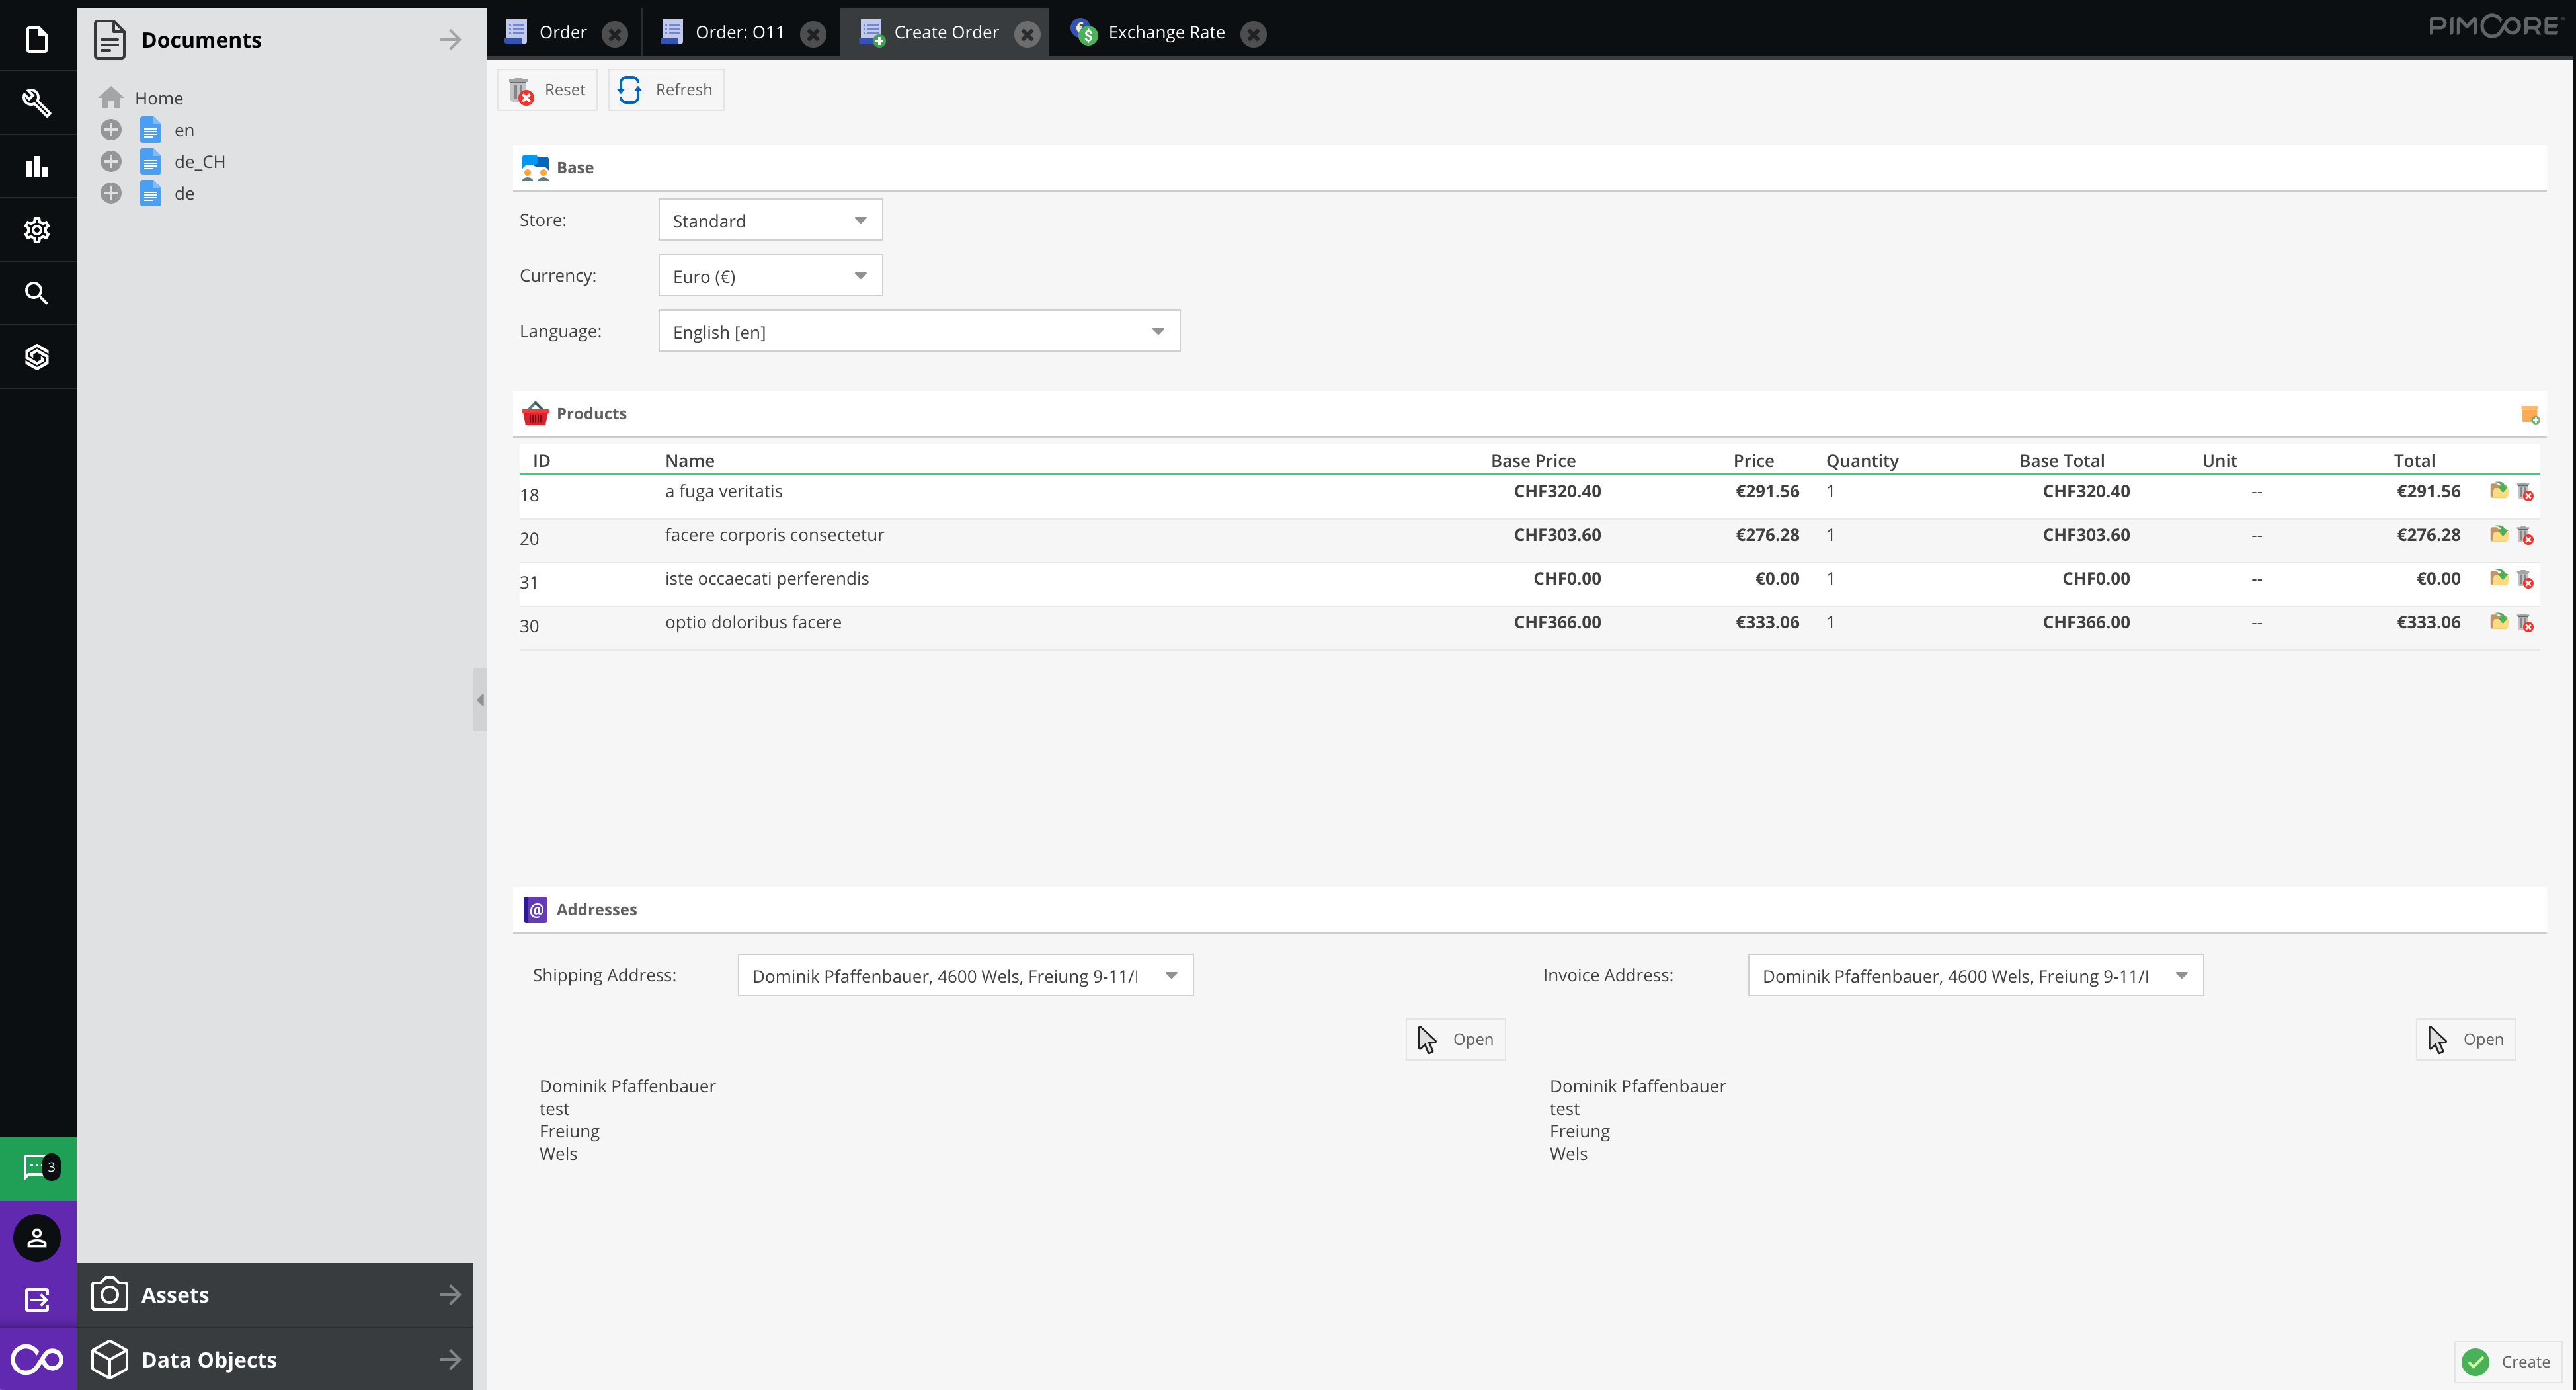 Documents
Home
en
de_CH
de
Assets
Data Objects
3
Order
Order: O11
Create Order
Exchange Rate
PIMCORE
Reset
Refresh
Base
Store:
Standard
Currency:
Euro (€)
Language:
English [en]
Products
ID Name Base Price Price Quantity Base Total Unit Total
18 a fuga veritatis CHF320.40 €291.56 1 CHF320.40 -- €291.56
20 facere corporis consectetur CHF303.60 €276.28 1 CHF303.60 -- €276.28
31 iste occaecati perferendis CHF0.00 €0.00 1 CHF0.00 -- €0.00
30 optio doloribus facere CHF366.00 €333.06 1 CHF366.00 -- €333.06
@ Addresses
Shipping Address:
Dominik Pfaffenbauer, 4600 Wels, Freiung 9-11/
Open
Dominik Pfaffenbauer
test
Freiung
Wels
Invoice Address:
Dominik Pfaffenbauer, 4600 Wels, Freiung 9-11/
Open
Dominik Pfaffenbauer
test
Freiung
Wels
Create